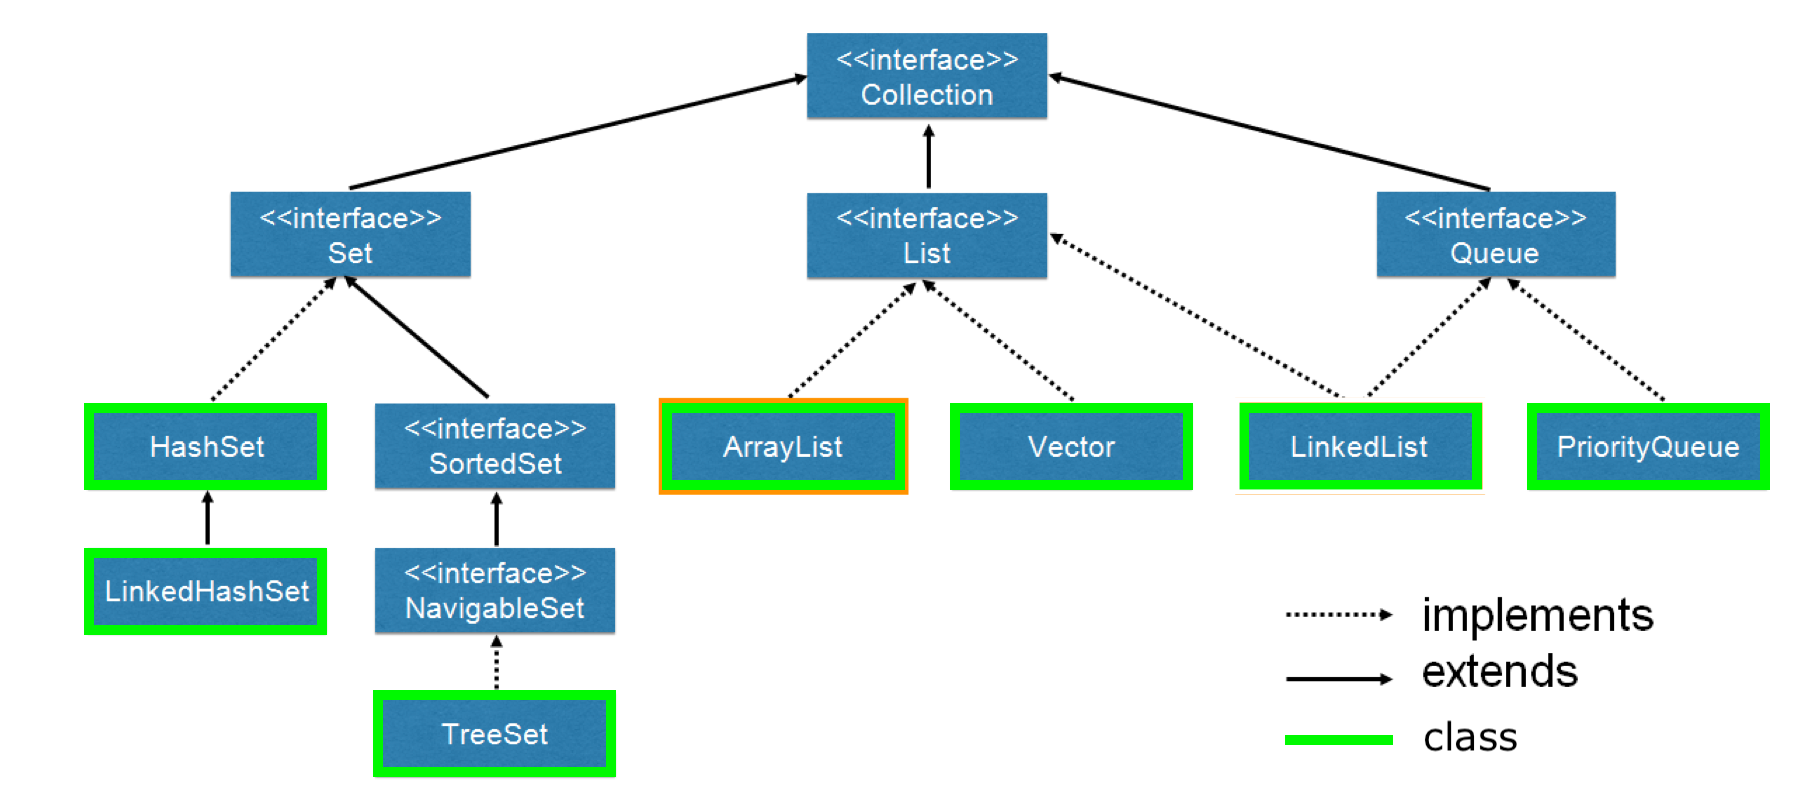 <<interface>>
Collection
<<interface>>
Set
<<interface>>
List
<<interface>>
Queue
HashSet
<<interface>>
SortedSet
ArrayList
Vector
LinkedList
PriorityQueue
LinkedHashSet
<<interface>>
NavigableSet
TreeSet
implements
extends
class